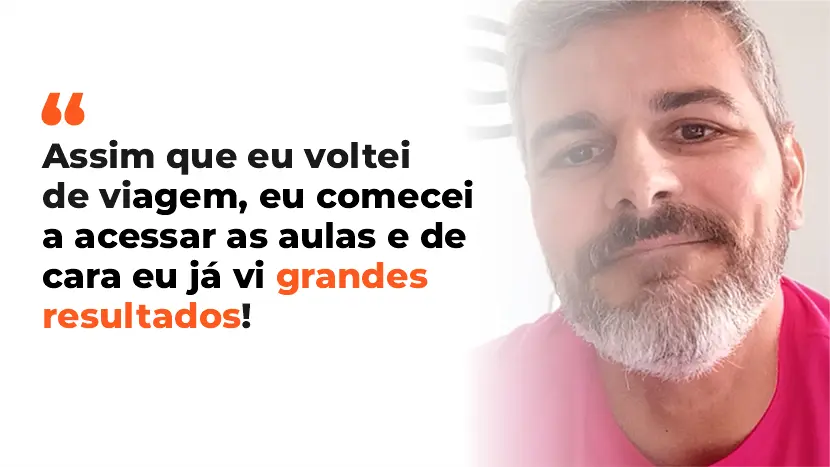 “
Assim que eu voltei
de viagem, eu comecei
a acessar as aulas e de
cara eu já vi grandes
resultados!